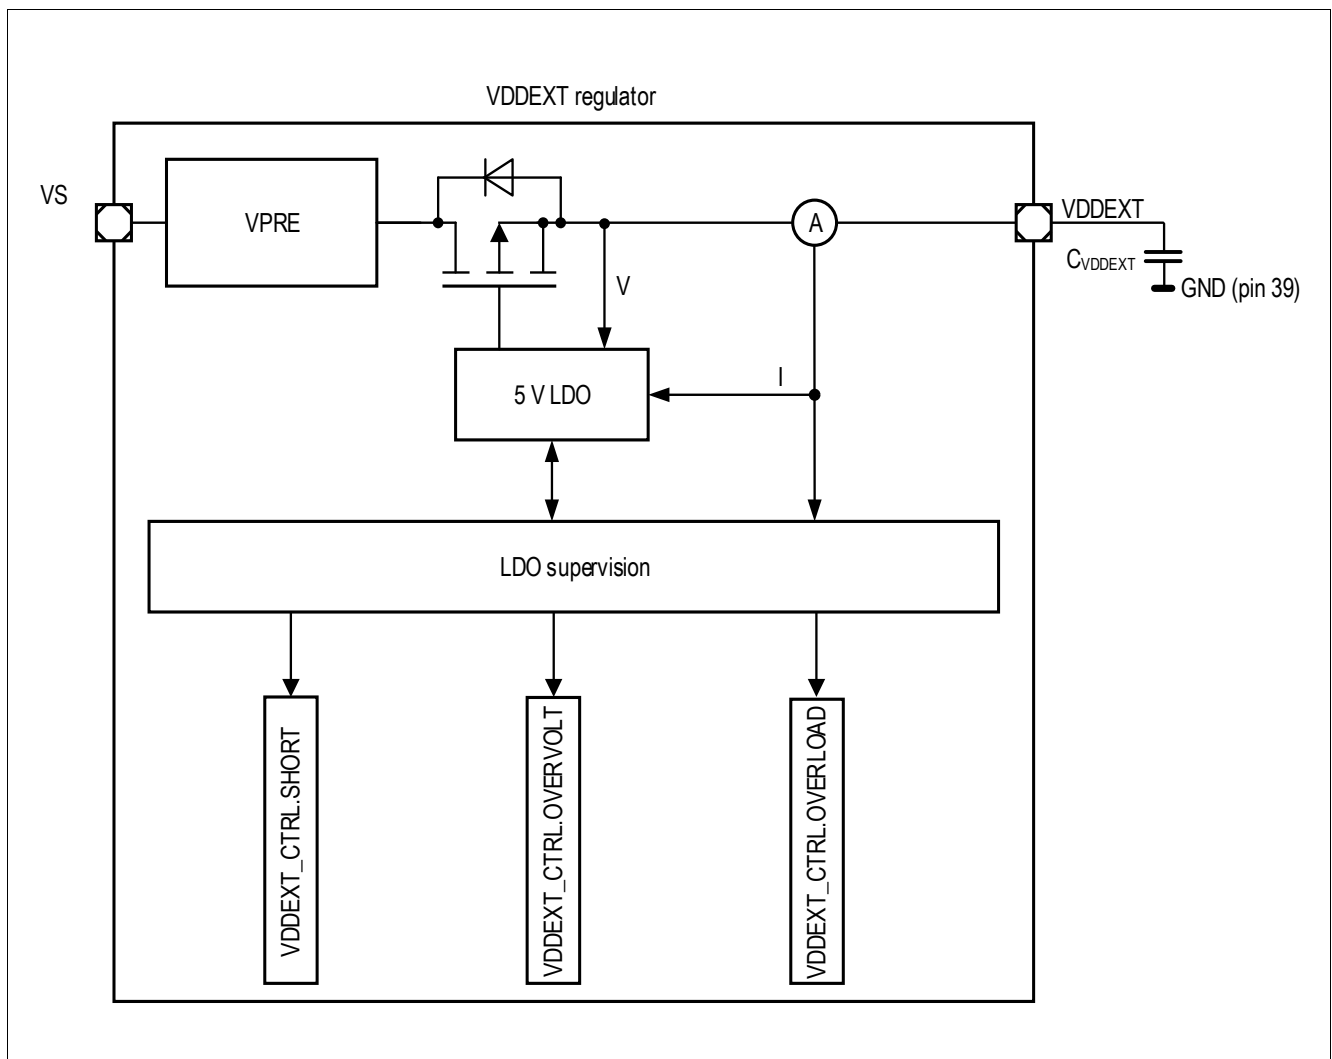 VDDEXT regulator
VS
VPRE
VDDEXT
A
CVDDEXT
GND (pin 39)
V
5 V LDO
I
LDO supervision
VDDEXT_CTRL.SHORT
VDDEXT_CTRL.OVERVOLT
VDDEXT_CTRL.OVERLOAD